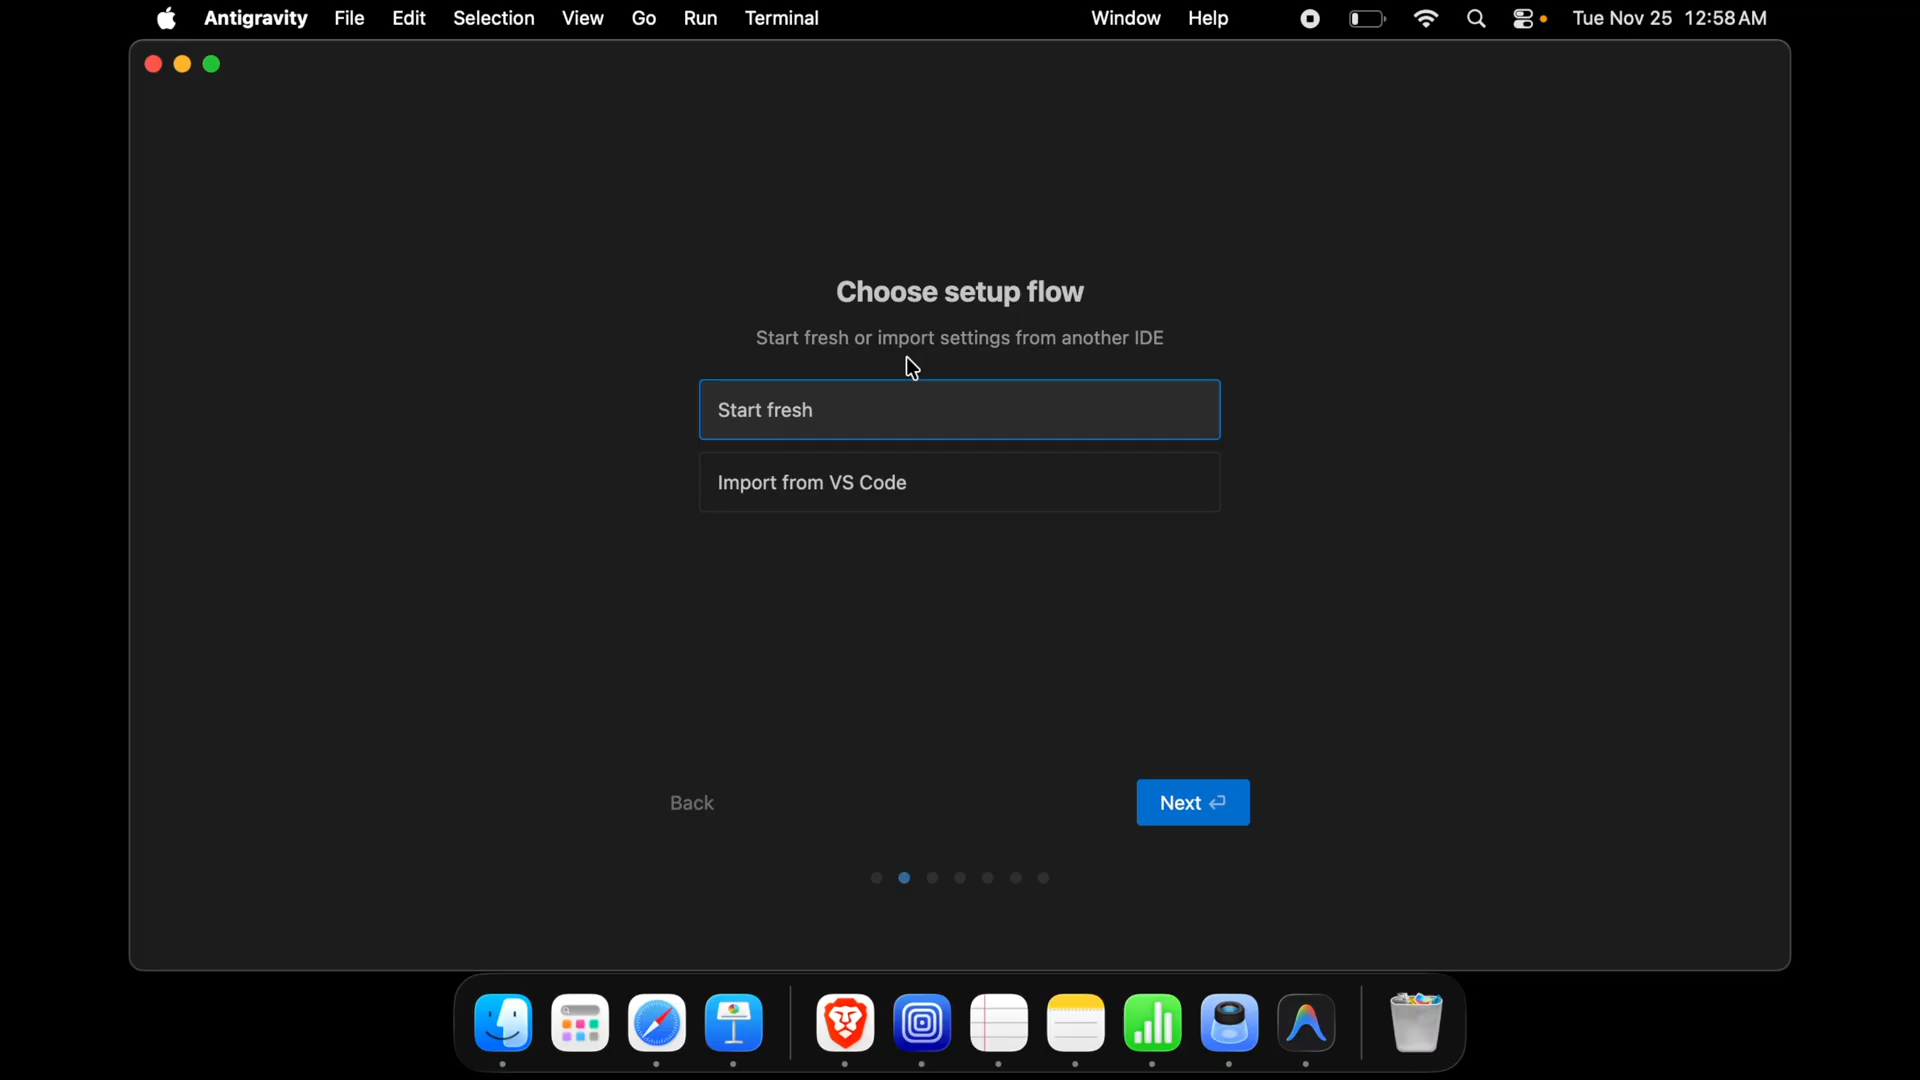 Antigravity File Edit Selection View Go Run Terminal Window Help Tue Nov 25 12:58 AM
Choose setup flow
Start fresh or import settings from another IDE
Start fresh
Import from VS Code
Back Next